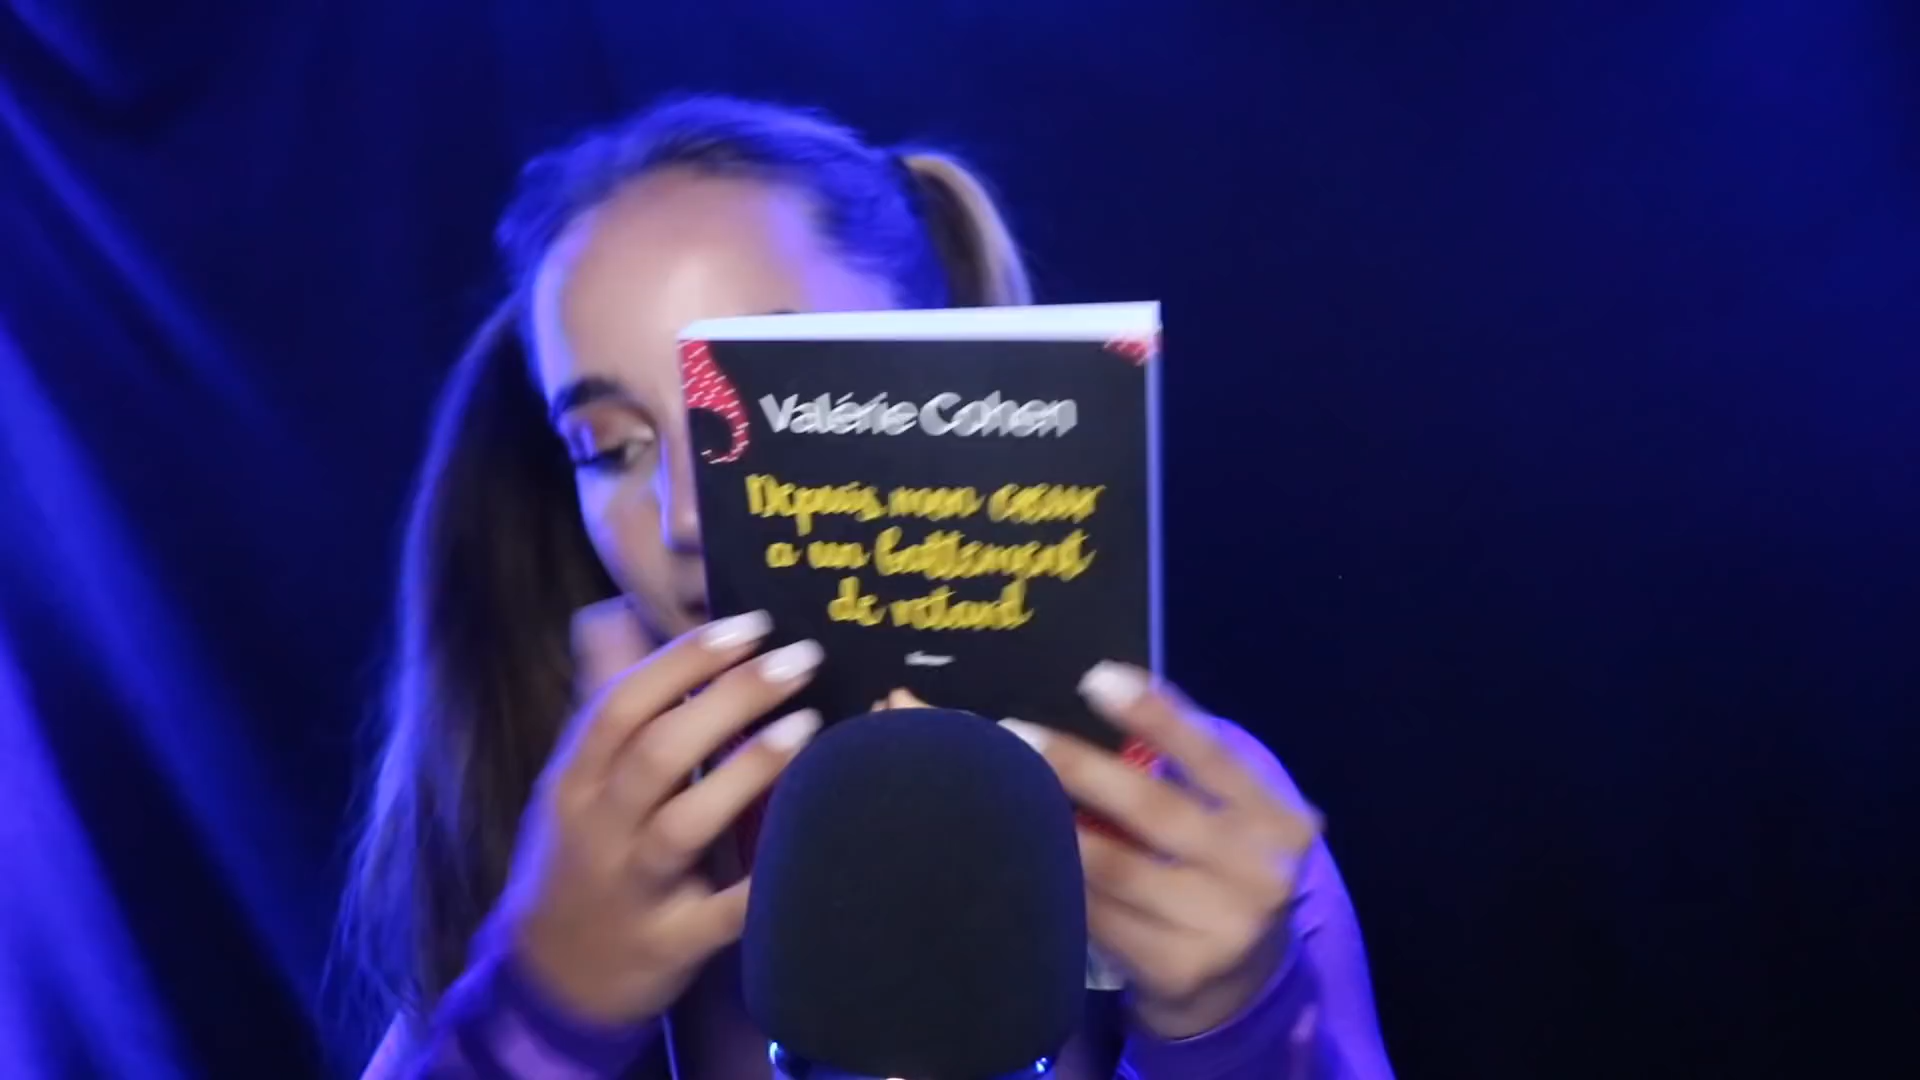 Valérie Cohen
Depuis, mon cœur
a un battement
de retard